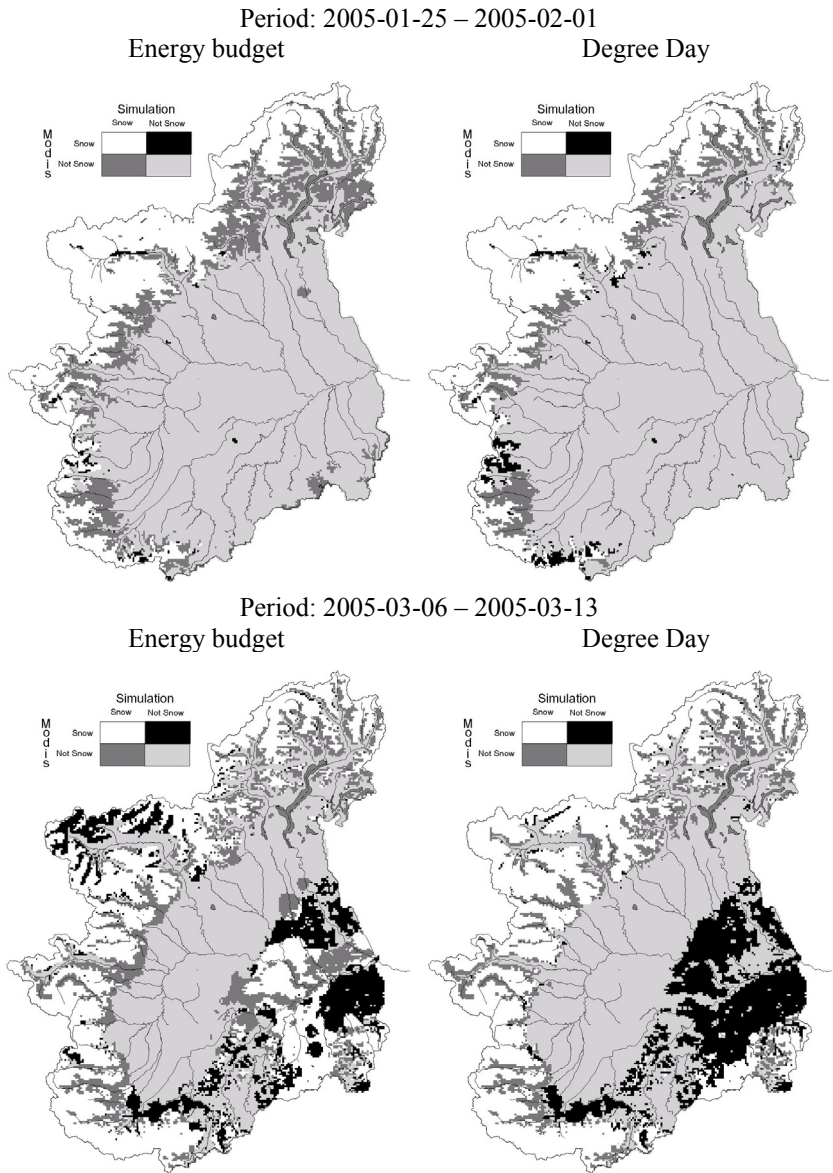 Period: 2005-01-25 – 2005-02-01
Energy budget Degree Day
Simulation
Snow Not Snow
Modis
Snow
Not Snow
Simulation
Snow Not Snow
Modis
Snow
Not Snow
Period: 2005-03-06 – 2005-03-13
Energy budget Degree Day
Simulation
Snow Not Snow
Modis
Snow
Not Snow
Simulation
Snow Not Snow
Modis
Snow
Not Snow